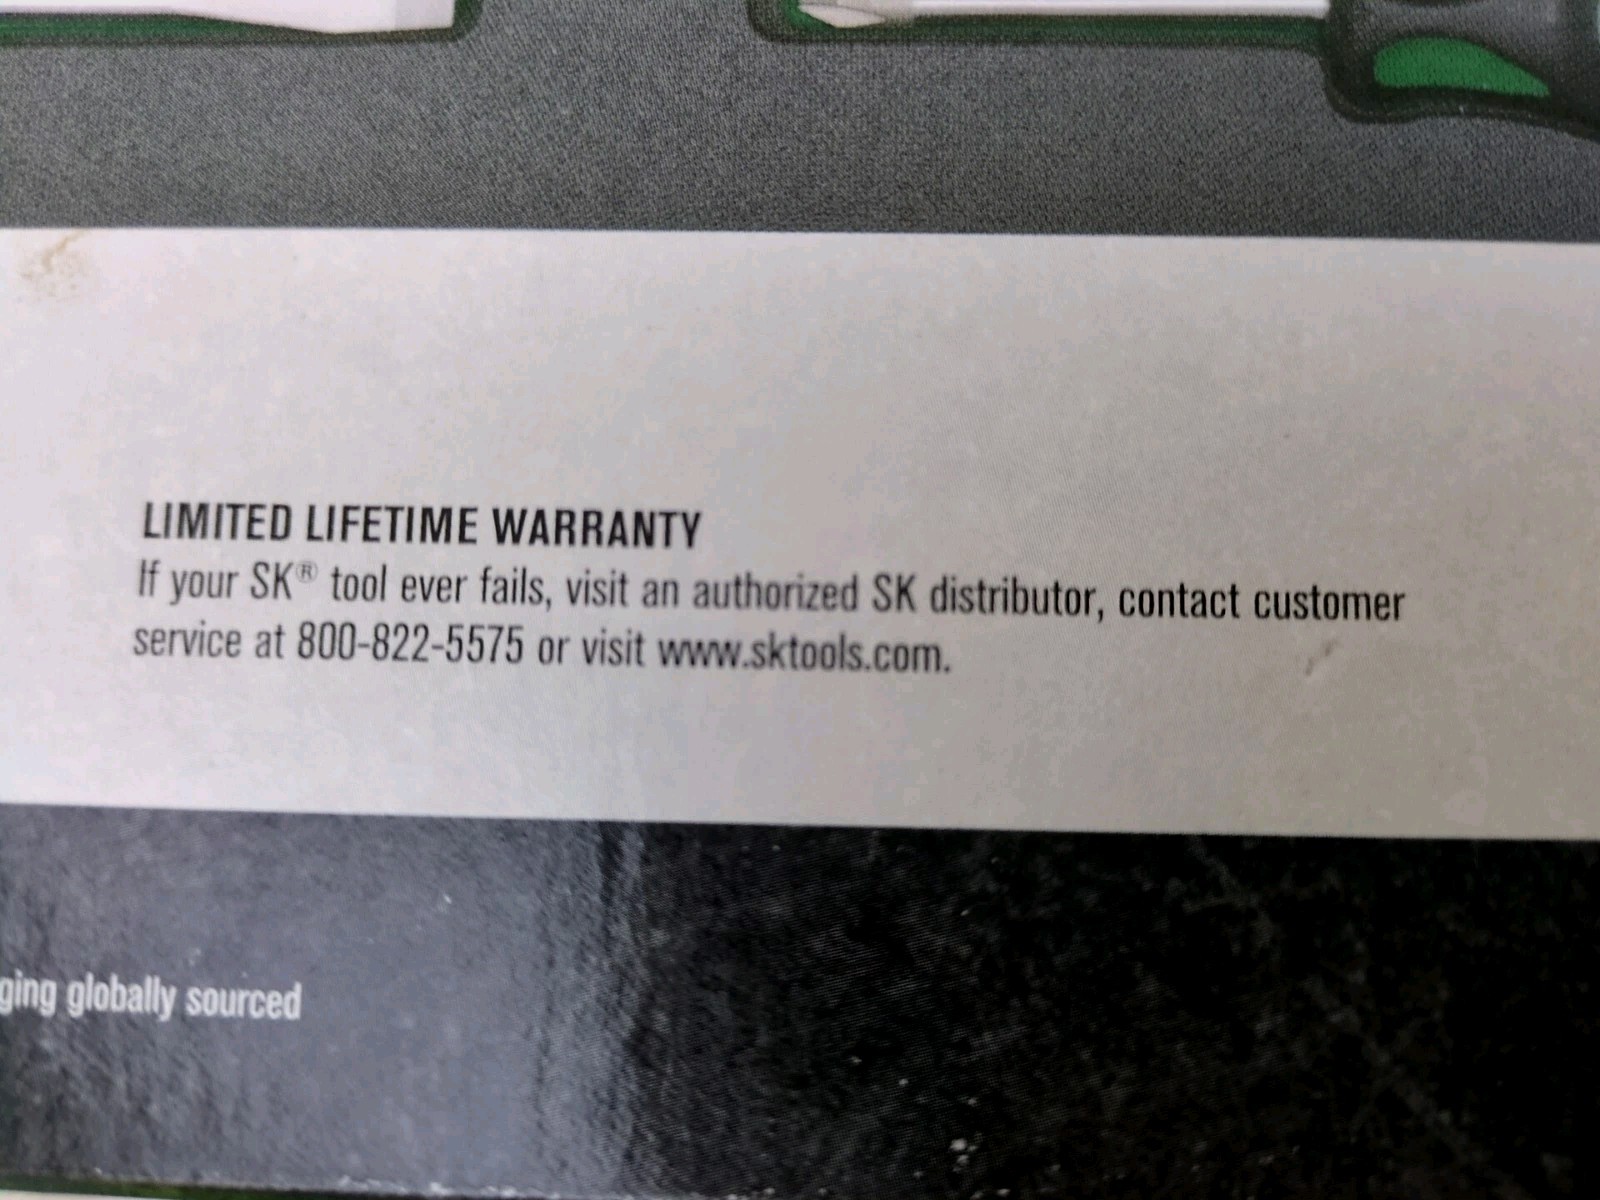 LIMITED LIFETIME WARRANTY
If your SK® tool ever fails, visit an authorized SK distributor, contact customer
service at 800-822-5575 or visit www.sktools.com.
ging globally sourced